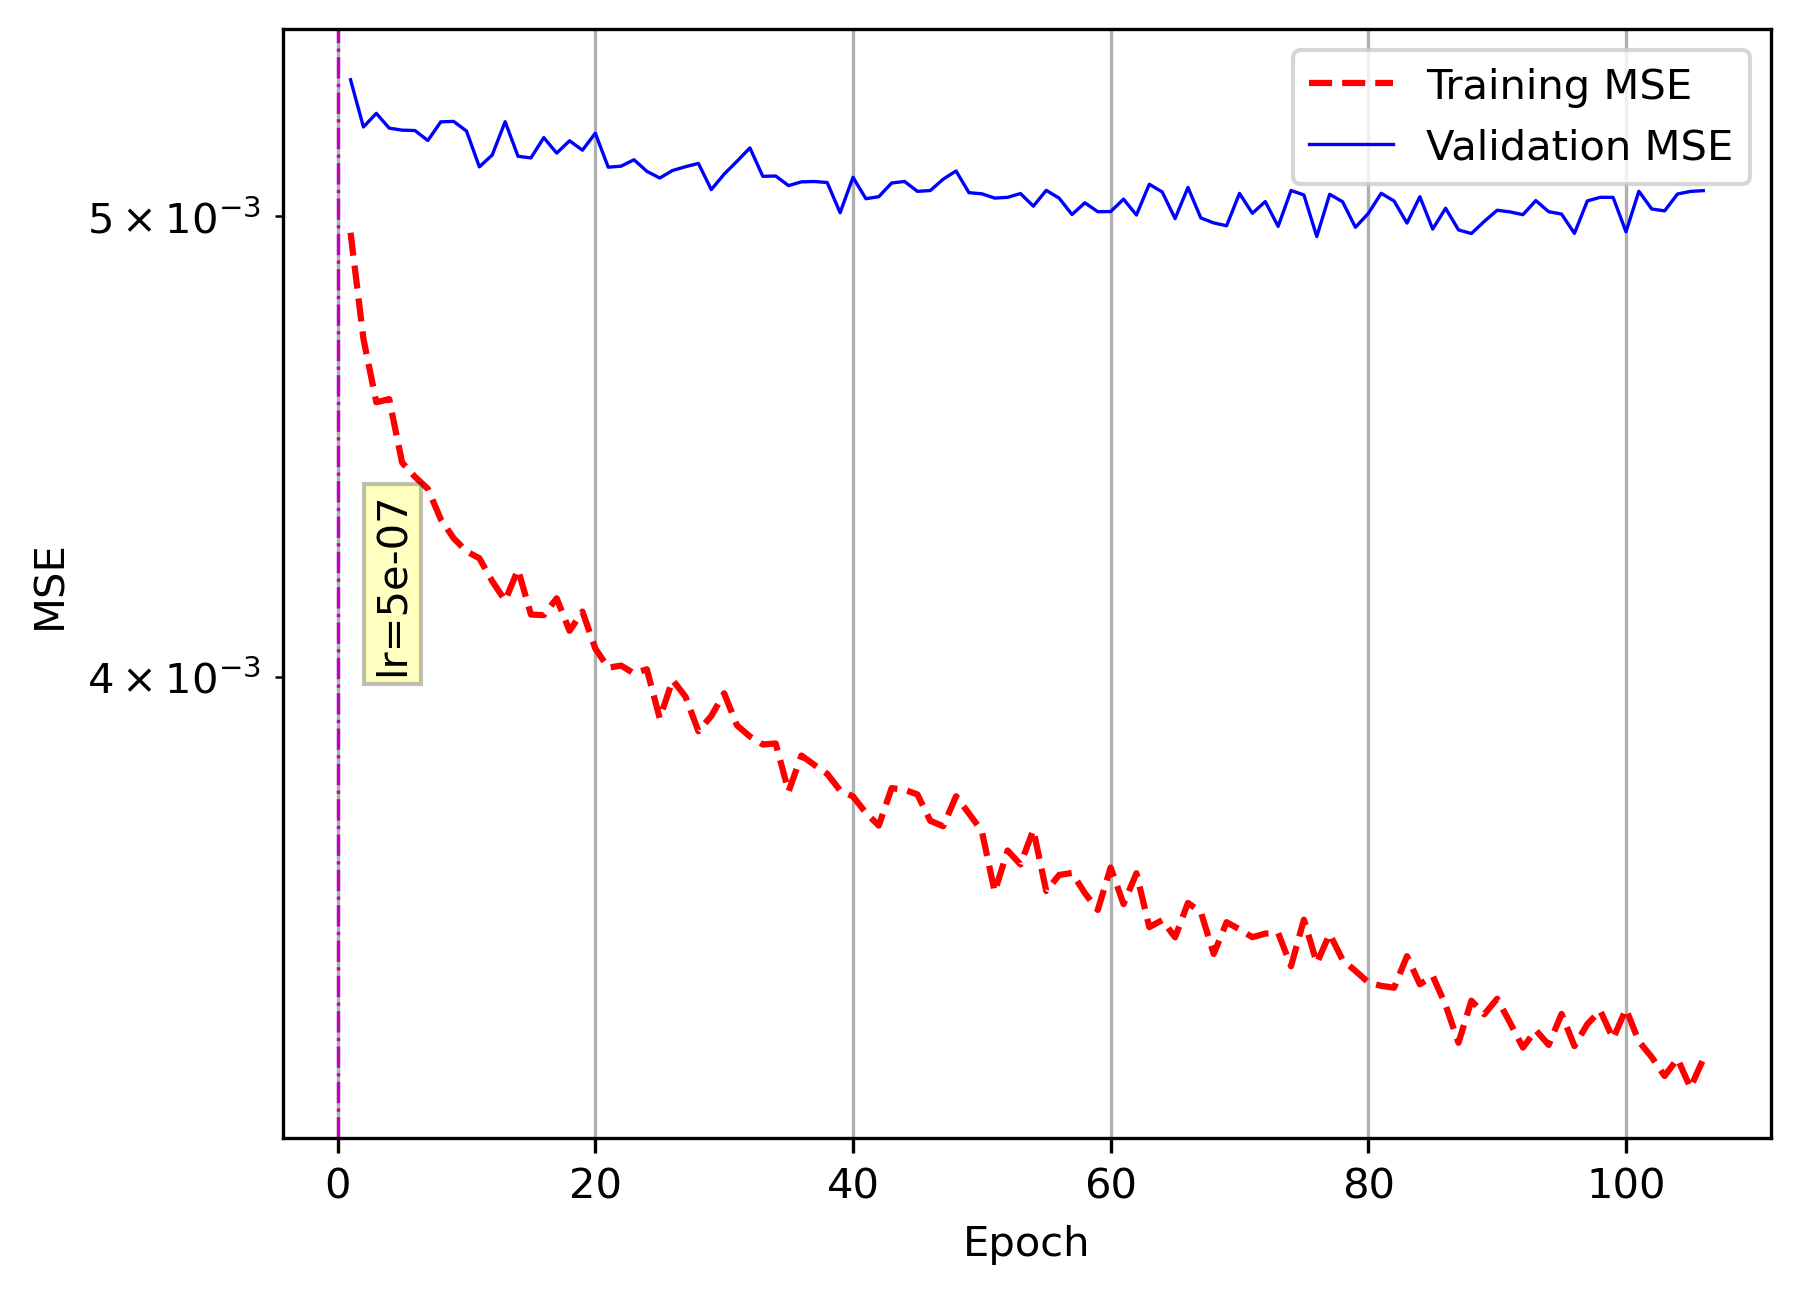 Training MSE
Validation MSE
5 × 10⁻³
4 × 10⁻³
MSE
lr=5e-07
0 20 40 60 80 100
Epoch